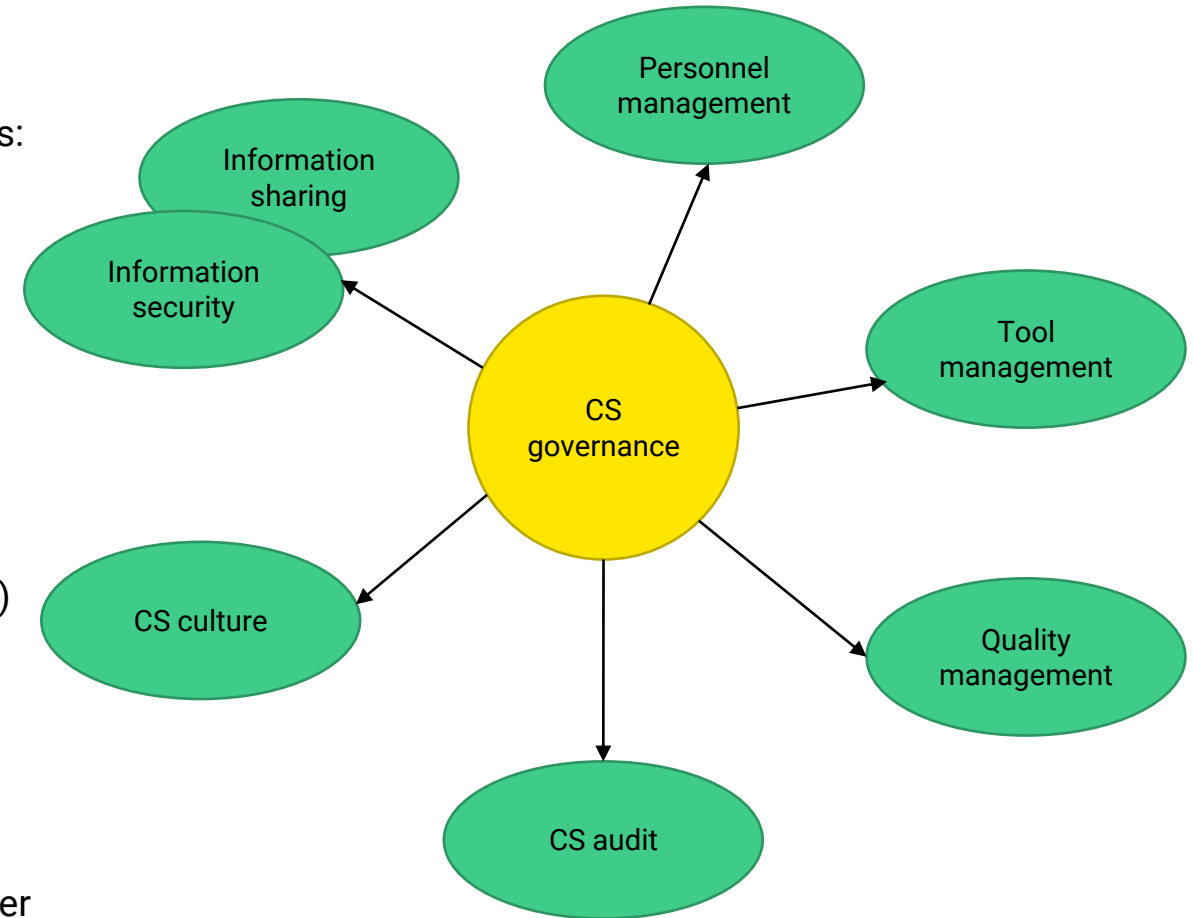 Personnel
management
s:
Information
sharing
Information
security
Tool
management
CS
governance
)
CS culture
Quality
management
CS audit
er